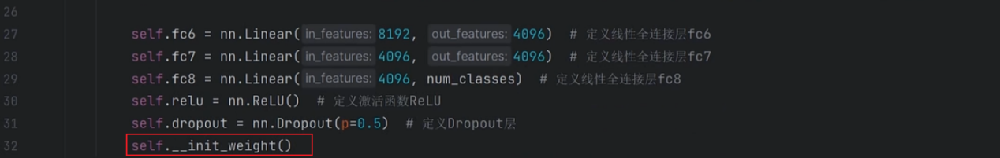 26
27 self.fc6 = nn.Linear(in_features: 8192, out_features: 4096) # 定义线性全连接层fc6
28 self.fc7 = nn.Linear(in_features: 4096, out_features: 4096) # 定义线性全连接层fc7
29 self.fc8 = nn.Linear(in_features: 4096, num_classes) # 定义线性全连接层fc8
30 self.relu = nn.ReLU() # 定义激活函数ReLU
31 self.dropout = nn.Dropout(p=0.5) # 定义Dropout层
32 self.__init_weight()